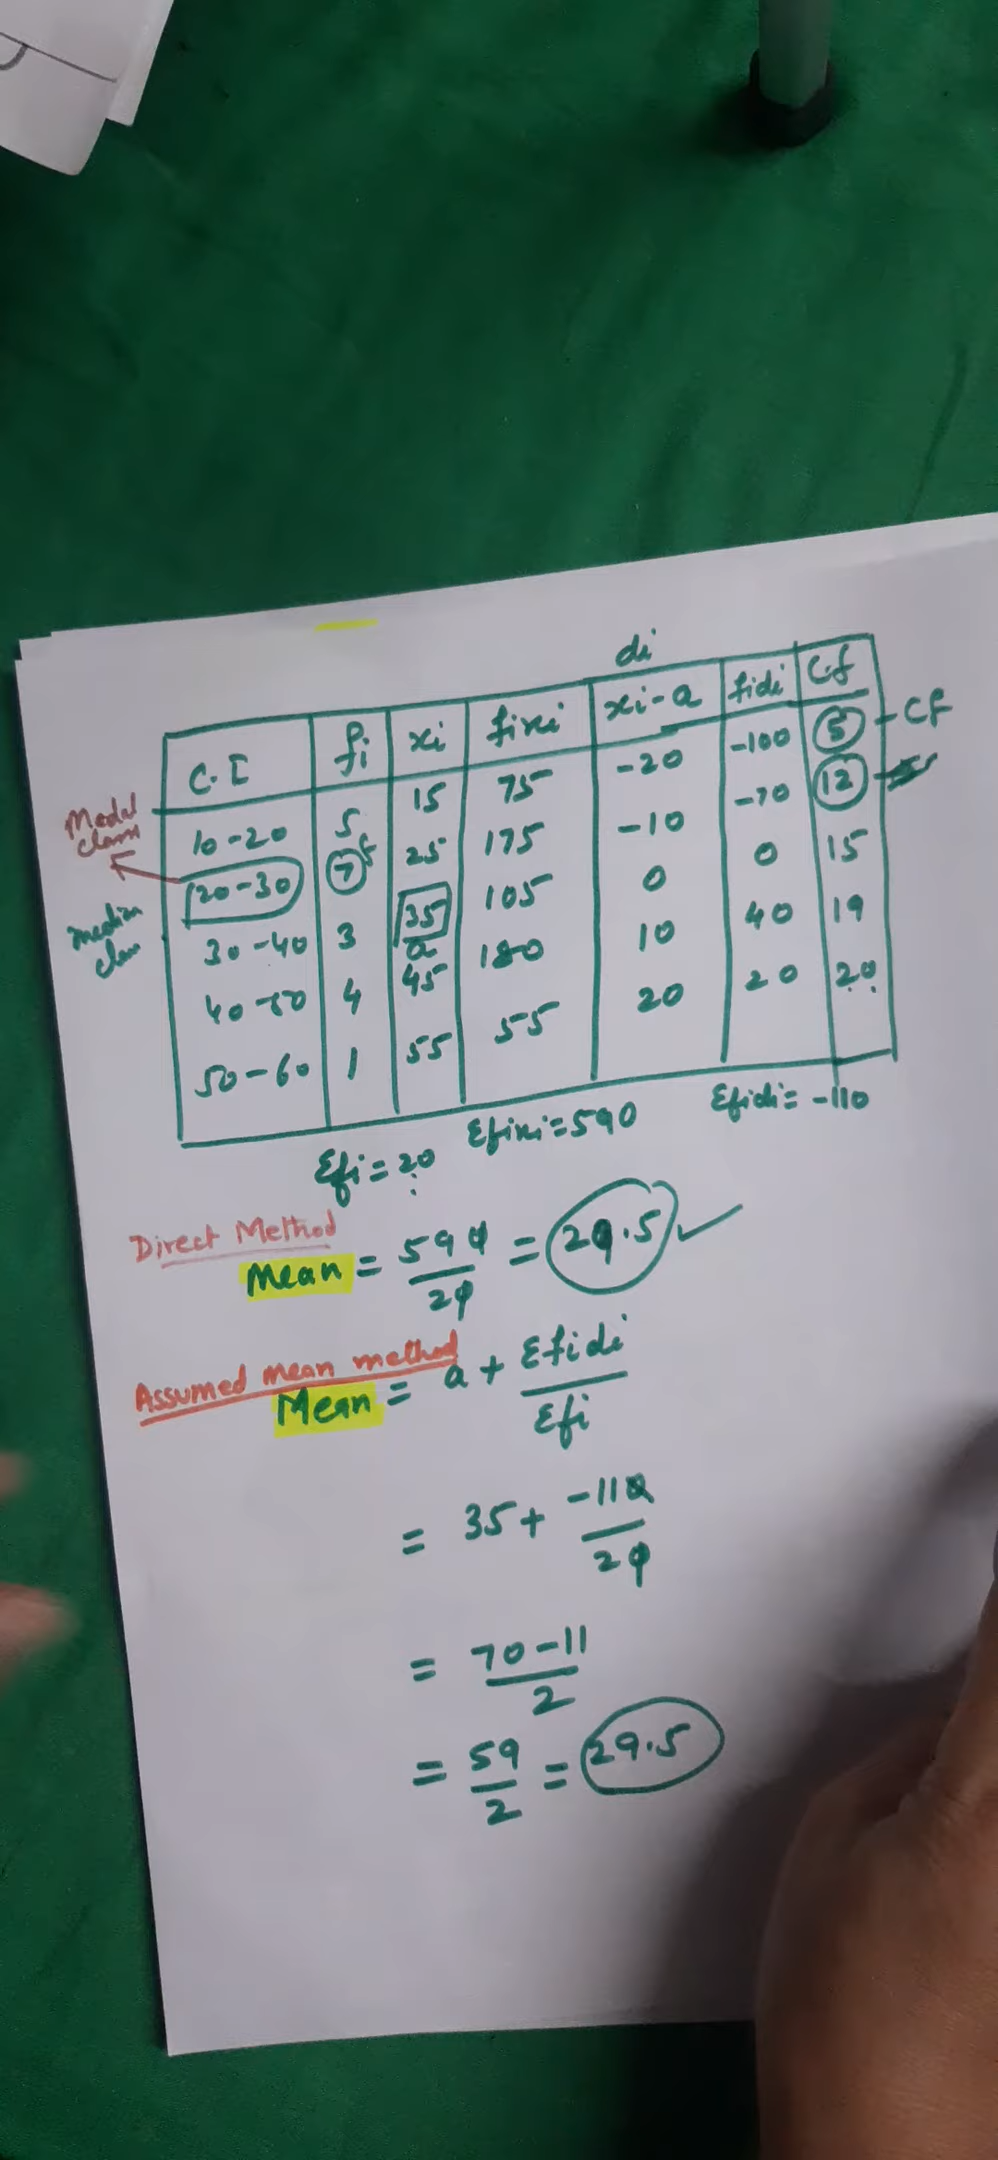 di
C.I fi xi fixi xi-a fidi Cf
10-20 5 15 75 -20 -100 5 - CF
Modal class
20-30 7 f 25 175 -10 -70 12
Median class
30-40 3 35 105 0 0 15
a
40-50 4 45 180 10 40 19
50-60 1 55 55 20 20 20
Σfi = 20 Σfixi = 590 Σfidi = -110
Direct Method
Mean = 590/20 = 29.5 ✓
Assumed mean method
Mean = a + Σfidi/Σfi
= 35 + -110/20
= 70-11/2
= 59/2 = 29.5